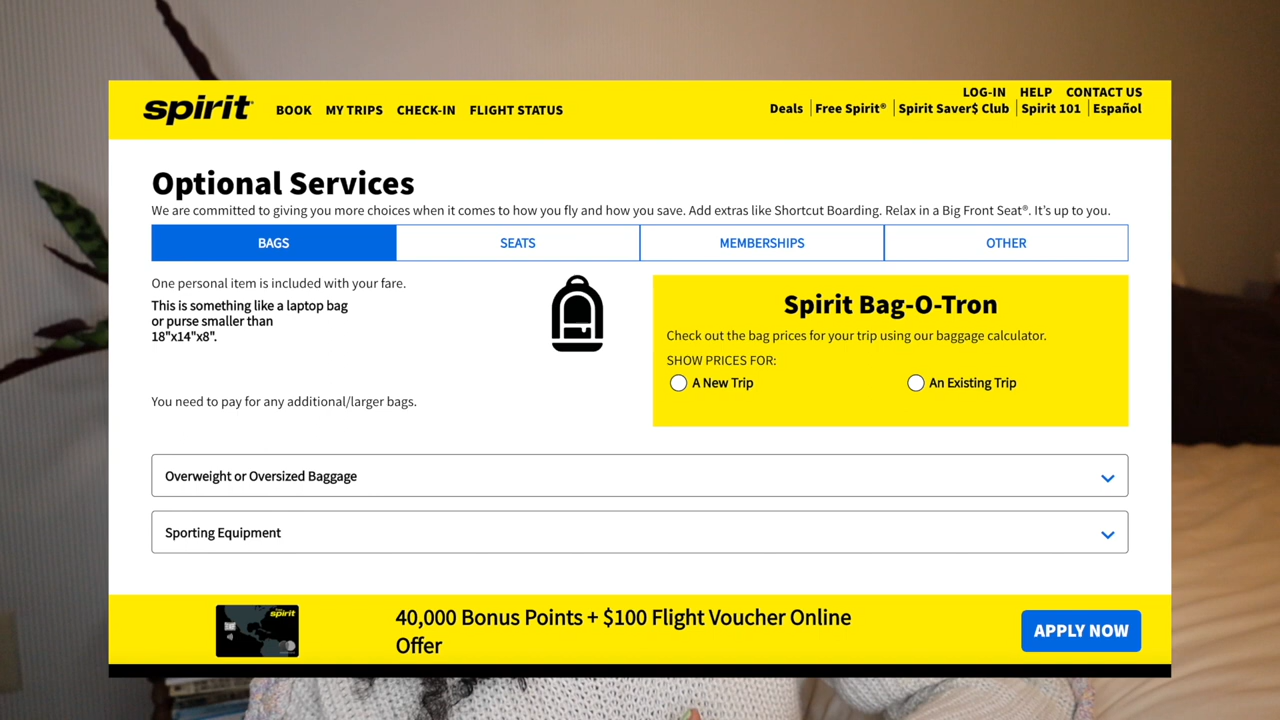 spirit
BOOK MY TRIPS CHECK-IN FLIGHT STATUS
LOG-IN HELP CONTACT US
Deals Free Spirit® Spirit Saver$ Club Spirit 101 Español
Optional Services
We are committed to giving you more choices when it comes to how you fly and how you save. Add extras like Shortcut Boarding. Relax in a Big Front Seat®. It's up to you.
BAGS SEATS MEMBERSHIPS OTHER
One personal item is included with your fare.
This is something like a laptop bag
or purse smaller than
18"x14"x8".
You need to pay for any additional/larger bags.
Spirit Bag-O-Tron
Check out the bag prices for your trip using our baggage calculator.
SHOW PRICES FOR:
A New Trip An Existing Trip
Overweight or Oversized Baggage
Sporting Equipment
spirit
40,000 Bonus Points + $100 Flight Voucher Online
Offer
APPLY NOW